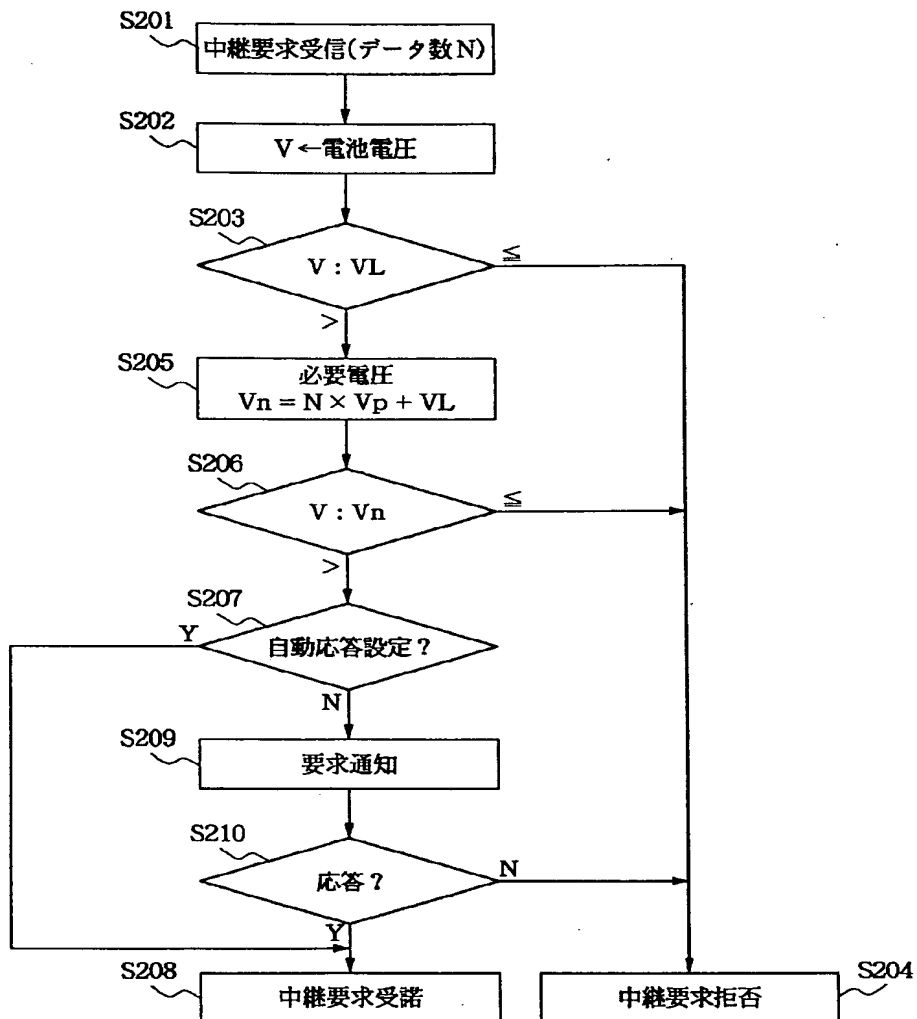 S201
中継要求受信(データ数N)
S202
V←電池電圧
S203
V : VL
≦
>
S205
必要電圧
Vn = N × Vp + VL
S206
V : Vn
≦
>
S207
自動応答設定?
Y
N
S209
要求通知
S210
応答?
N
Y
S208
中継要求受諾
S204
中継要求拒否